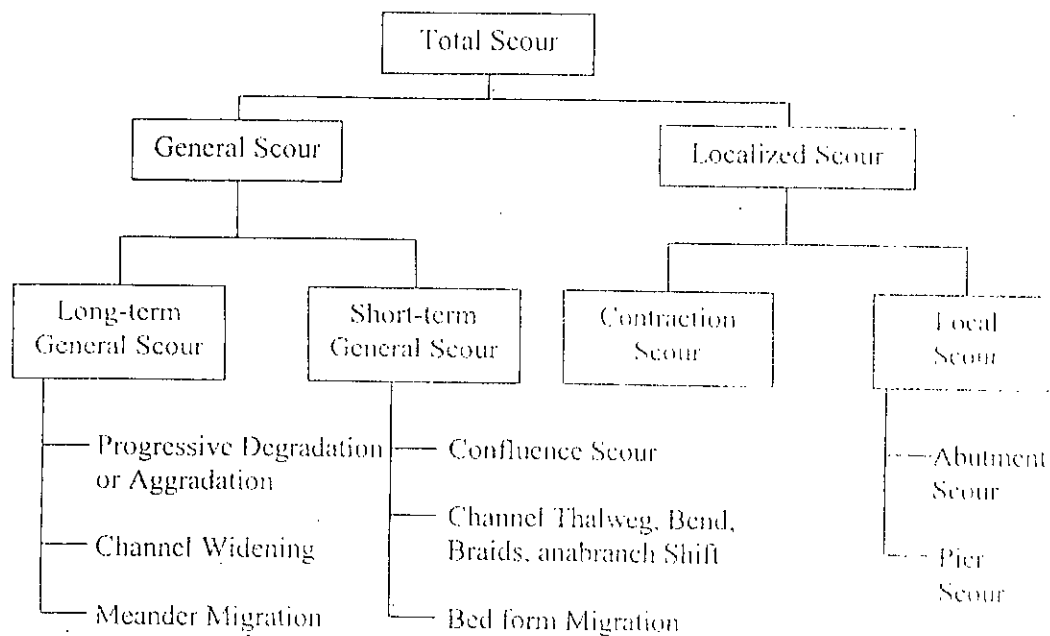 Total Scour
General Scour
Localized Scour
Long-term
General Scour
Short-term
General Scour
Contraction
Scour
Local
Scour
Progressive Degradation
or Aggradation
Channel Widening
Meander Migration
Confluence Scour
Channel Thalweg, Bend,
Braids, anabranch Shift
Bed form Migration
Abutment
Scour
Pier
Scour